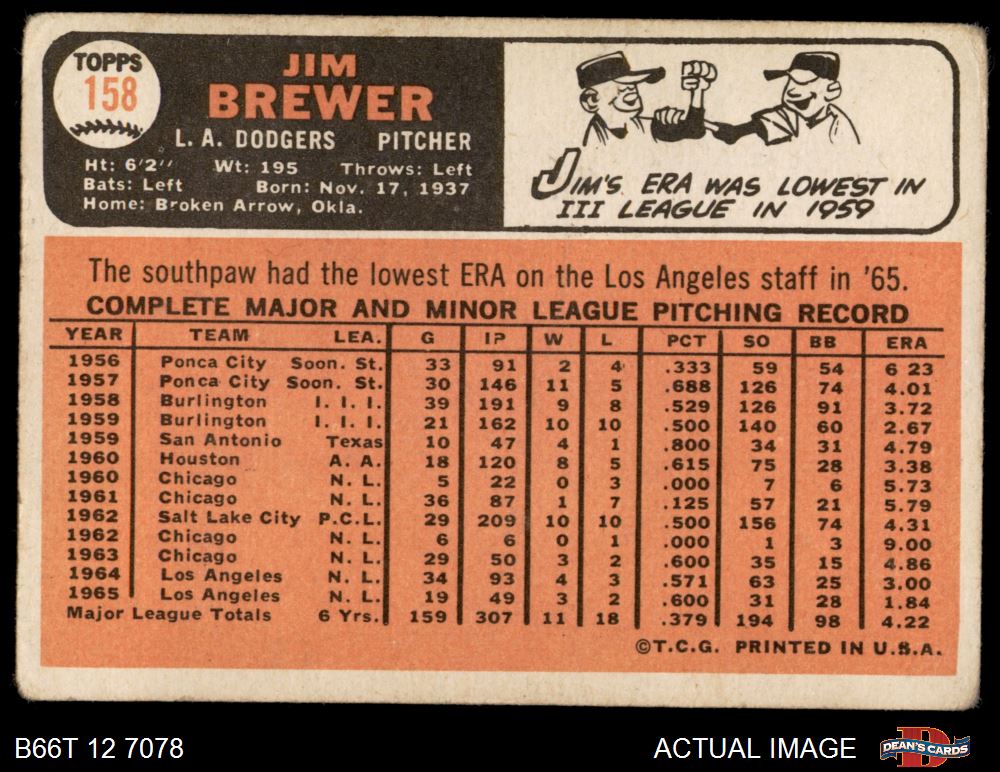 TOPPS
158
JIM
BREWER
L. A. DODGERS PITCHER
Ht: 6'2'' Wt: 195 Throws: Left
Bats: Left Born: Nov. 17, 1937
Home: Broken Arrow, Okla.
JIM'S ERA WAS LOWEST IN
III LEAGUE IN 1959
The southpaw had the lowest ERA on the Los Angeles staff in '65.
COMPLETE MAJOR AND MINOR LEAGUE PITCHING RECORD
YEAR TEAM LEA. G IP W L PCT SO BB ERA
1956 Ponca City Soon. St. 33 91 2 4 .333 59 54 6 23
1957 Ponca City Soon. St. 30 146 11 5 .688 126 74 4.01
1958 Burlington I. I. I. 39 191 9 8 .529 126 91 3.72
1959 Burlington I. I. I. 21 162 10 10 .500 140 60 2.67
1959 San Antonio Texas 10 47 4 1 .800 34 31 4.79
1960 Houston A. A. 18 120 8 5 .615 75 28 3.38
1960 Chicago N. L. 5 22 0 3 .000 7 6 5.73
1961 Chicago N. L. 36 87 1 7 .125 57 21 5.79
1962 Salt Lake City P.C.L. 29 209 10 10 .500 156 74 4.31
1962 Chicago N. L. 6 6 0 1 .000 1 3 9.00
1963 Chicago N. L. 29 50 3 2 .600 35 15 4.86
1964 Los Angeles N. L. 34 93 4 3 .571 63 25 3.00
1965 Los Angeles N. L. 19 49 3 2 .600 31 28 1.84
Major League Totals 6 Yrs. 159 307 11 18 .379 194 98 4.22
©T.C.G. PRINTED IN U.S.A.
B66T 12 7078
ACTUAL IMAGE
DEAN'S CARDS